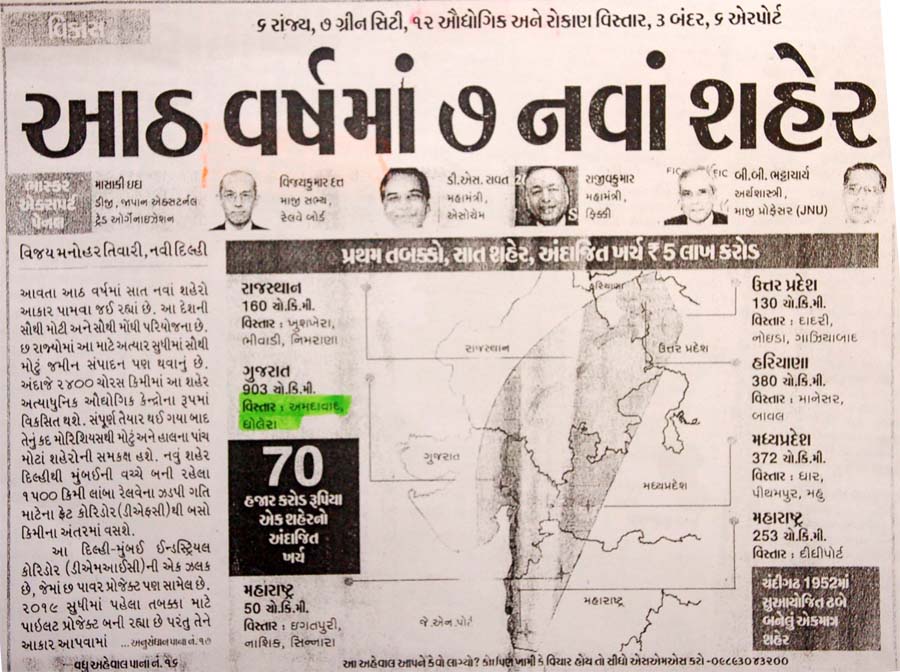 વિકાસ
૬ રાજ્ય, ૭ ગ્રીન સિટી, ૧૨ ઔદ્યોગિક અને રોકાણ વિસ્તાર, ૩ બંદર, ૬ એરપોર્ટ
આઠ વર્ષમાં ૭ નવાં શહેર
ભાસ્કર
એક્સપર્ટ
પેનલ
માસાકી ઇદ્ય
ડીજી, જાપાન એક્સટર્નલ
ટ્રેડ ઓર્ગેનાઇઝેશન
વિજયકુમાર દત્ત
માજી સભ્ય,
રેલવે બોર્ડ
ડી.એસ. રાવત
મહામંત્રી,
એસોચેમ
રાજીવકુમાર
મહામંત્રી,
ફિક્કી
બી.બી. ભટ્ટાચાર્ય
અર્થશાસ્ત્રી,
માજી પ્રોફેસર (JNU)
વિજય મનોહર તિવારી, નવી દિલ્હી
આવતા આઠ વર્ષમાં સાત નવાં શહેરો
આકાર પામવા જઈ રહ્યાં છે. આ દેશની
સૌથી મોટી અને સૌથી મોંઘી પરિયોજના છે.
છ રાજ્યોમાં આ માટે અત્યાર સુધીમાં સૌથી
મોટું જમીન સંપાદન પણ થવાનું છે.
અંદાજે ૨૪૦૦ ચોરસ કિમીમાં આ શહેર
અત્યાધુનિક ઔદ્યોગિક કેન્દ્રોના રૂપમાં
વિકસિત થશે. સંપૂર્ણ તૈયાર થઈ ગયા બાદ
તેનું કદ મોરિશિયસથી મોટું અને હાલના પાંચ
મોટાં શહેરોની સમકક્ષ હશે. નવું શહેર
દિલ્હીથી મુંબઈની વચ્ચે બની રહેલા
૧૫૦૦ કિમી લાંબા રેલવેના ઝડપી ગતિ
માટેના ફ્રેટ કોરિડોર(ડીએફસી)થી બસો
કિમીના અંતરમાં વસશે.
આ દિલ્હી-મુંબઈ ઈન્ડસ્ટ્રિયલ
કોરિડોર (ડીએમઆઈસી)ની એક ઝલક
છે, જેમાં છ પાવર પ્રોજેક્ટ પણ સામેલ છે.
૨૦૧૯ સુધીમાં પહેલા તબક્કા માટે
પાઇલટ પ્રોજેક્ટ બની રહ્યા છે પરંતુ તેને
આકાર આપવામાં ...અનુસંધાન પાના નં. ૧૭
વધુ અહેવાલ પાના નં. ૧૬
પ્રથમ તબક્કો, સાત શહેર, અંદાજિત ખર્ચ ₹ 5 લાખ કરોડ
રાજસ્થાન
160 ચો.કિ.મી.
વિસ્તાર : ખુશખેરા,
ભીવાડી, નિમરાણા
ગુજરાત
903 ચો.કિ.મી.
વિસ્તાર : અમદાવાદ,
ધોલેરા
70
હજાર કરોડ રૂપિયા
એક શહેરનો
અંદાજિત
ખર્ચ
મહારાષ્ટ્ર
50 ચો.કિ.મી.
વિસ્તાર : ઇગતપુરી,
નાશિક, સિન્નારા
હરિયાણા
રાજસ્થાન
ઉત્તર પ્રદેશ
ગુજરાત
મધ્યપ્રદેશ
મહારાષ્ટ્ર
જે.એન.પોર્ટ
ઉત્તર પ્રદેશ
130 ચો.કિ.મી.
વિસ્તાર : દાદરી,
નોઇડા, ગાઝિયાબાદ
હરિયાણા
380 ચો.કિ.મી.
વિસ્તાર : માનેસર,
બાવલ
મધ્યપ્રદેશ
372 ચો.કિ.મી.
વિસ્તાર : ધાર,
પીથમપુર, મહુ
મહારાષ્ટ્ર
253 ચો.કિ.મી.
વિસ્તાર : દીઘીપોર્ટ
ચંદીગઢ 1952માં
સુઆયોજિત ઢબે
બનેલું એકમાત્ર
શહેર
આ અહેવાલ આપને કેવો લાગ્યો? કોઇપણ ખામી કે વિચાર હોય તો સીધો એસએમએસ કરો -૦૯૮૯૩૦૩૪૨૦૦